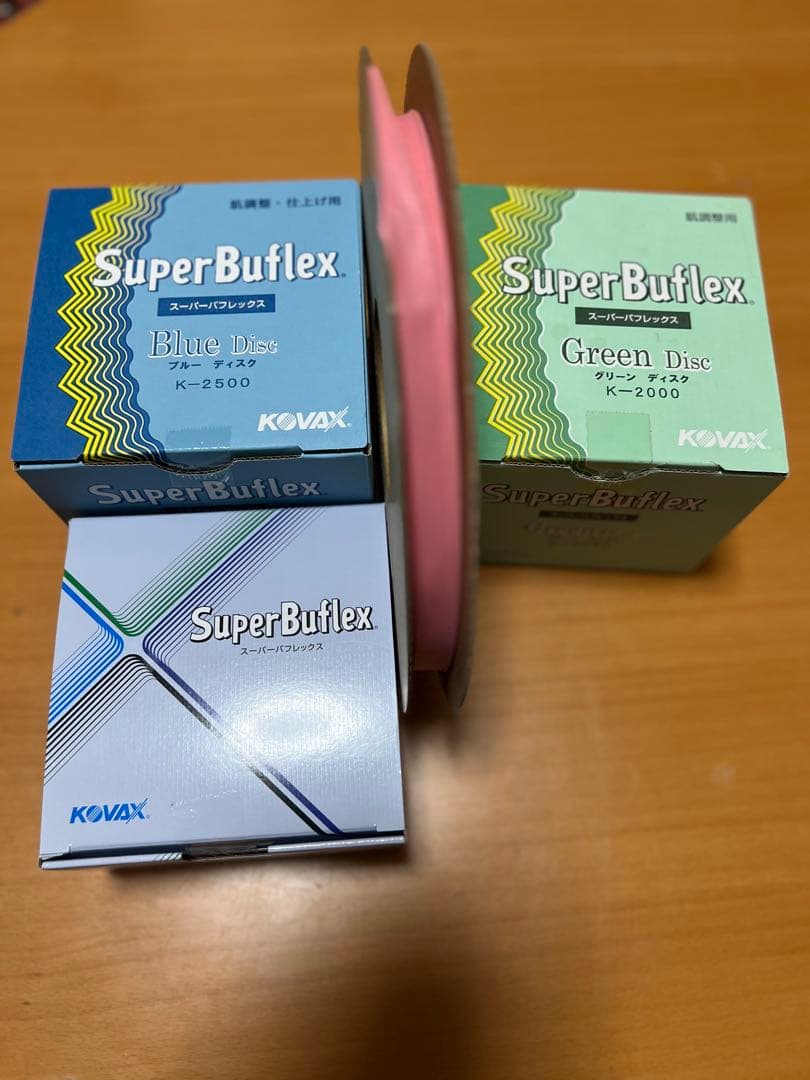 肌調整・仕上げ用
SuperBuflex
スーパーバフレックス
Blue Disc
ブルー ディスク
K-2500
KOVAX
SuperBuflex
肌調整用
SuperBuflex
スーパーバフレックス
Green Disc
グリーン ディスク
K-2000
KOVAX
SuperBuflex
Green
SuperBuflex
スーパーバフレックス
KOVAX